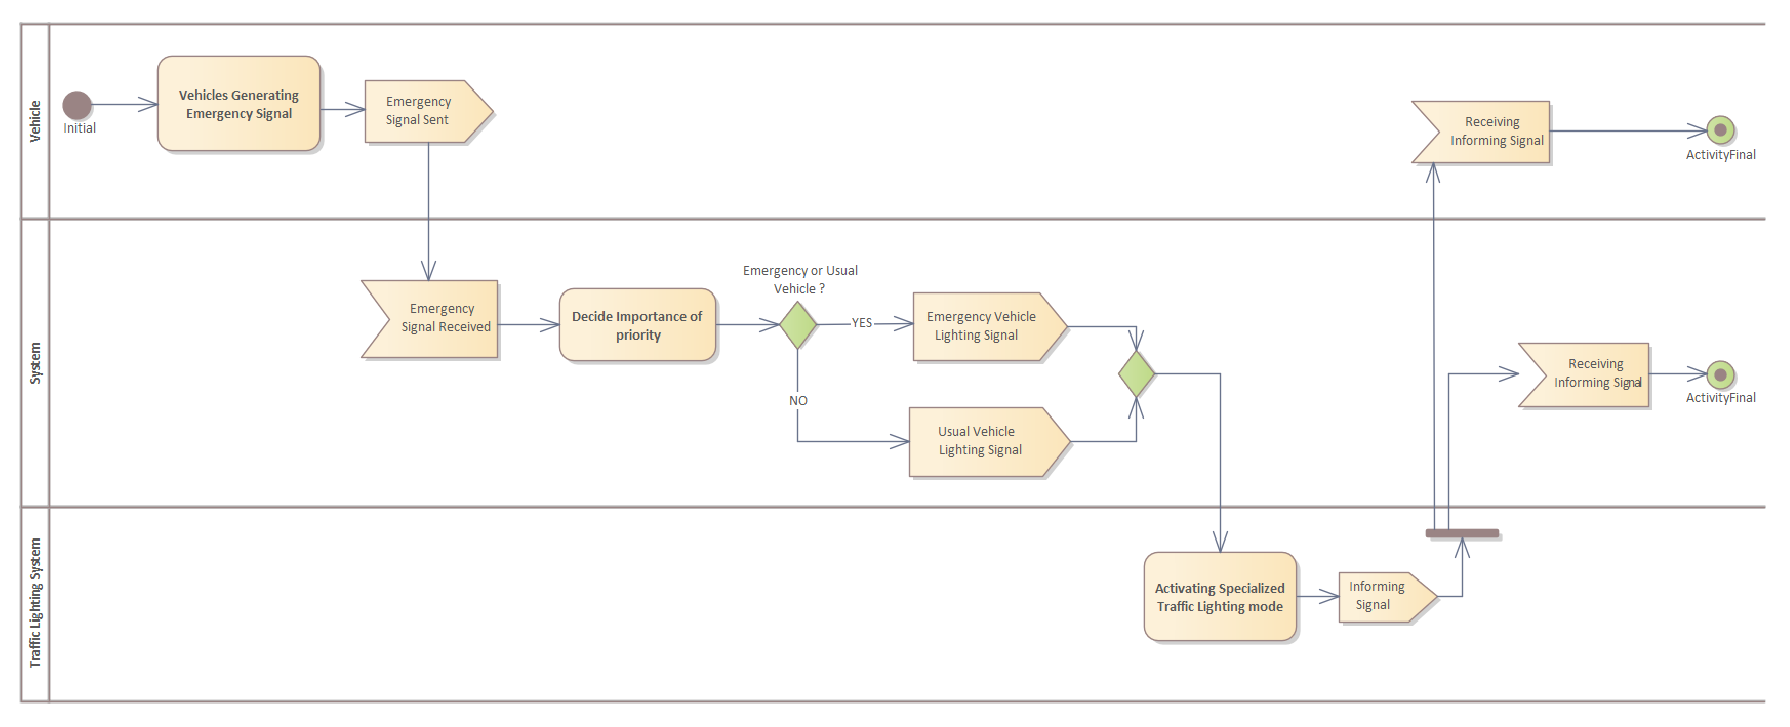 Vehicle
Initial
Vehicles Generating
Emergency Signal
Emergency
Signal Sent
Receiving
Informing Signal
ActivityFinal
System
Emergency
Signal Received
Decide Importance of
priority
Emergency or Usual
Vehicle ?
YES
NO
Emergency Vehicle
Lighting Signal
Usual Vehicle
Lighting Signal
Receiving
Informing Signal
ActivityFinal
Traffic Lighting System
Activating Specialized
Traffic Lighting mode
Informing
Signal